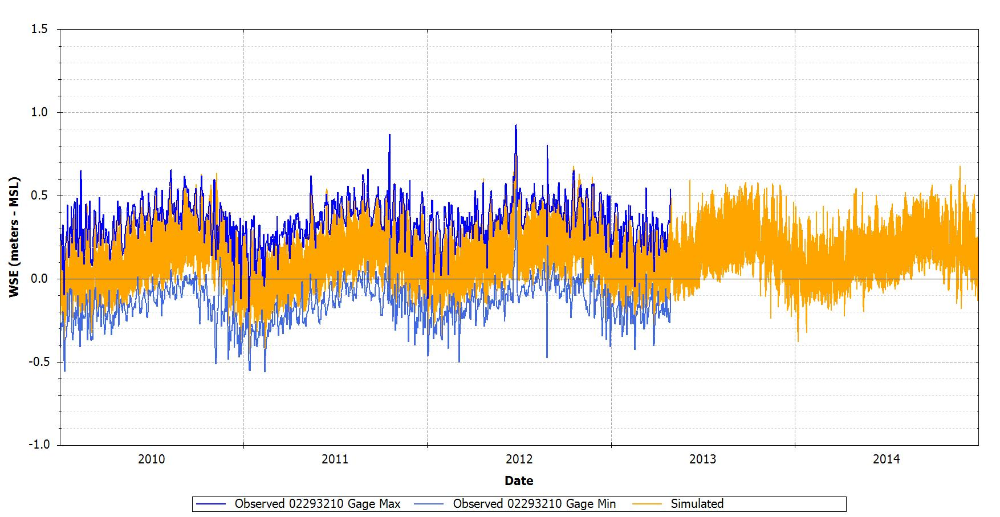 1.5
1.0
0.5
0.0
-0.5
-1.0
WSE (meters - MSL)
2010 2011 2012 2013 2014
Date
Observed 02293210 Gage Max Observed 02293210 Gage Min Simulated